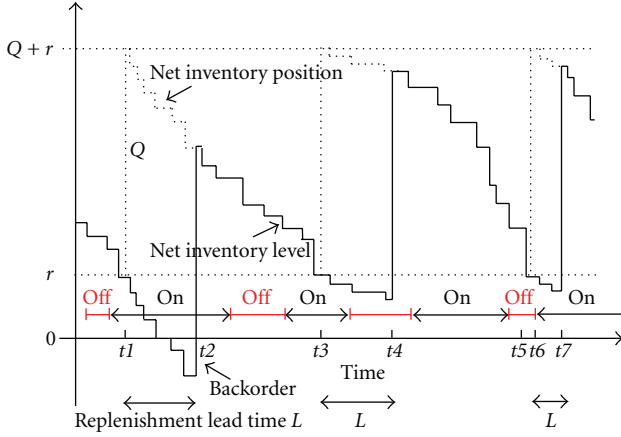 Q + r
Net inventory position
Q
Net inventory level
r
Off On Off On On Off On
0
t1 t2 t3 t4 t5 t6 t7
Time
Backorder
Replenishment lead time L L L